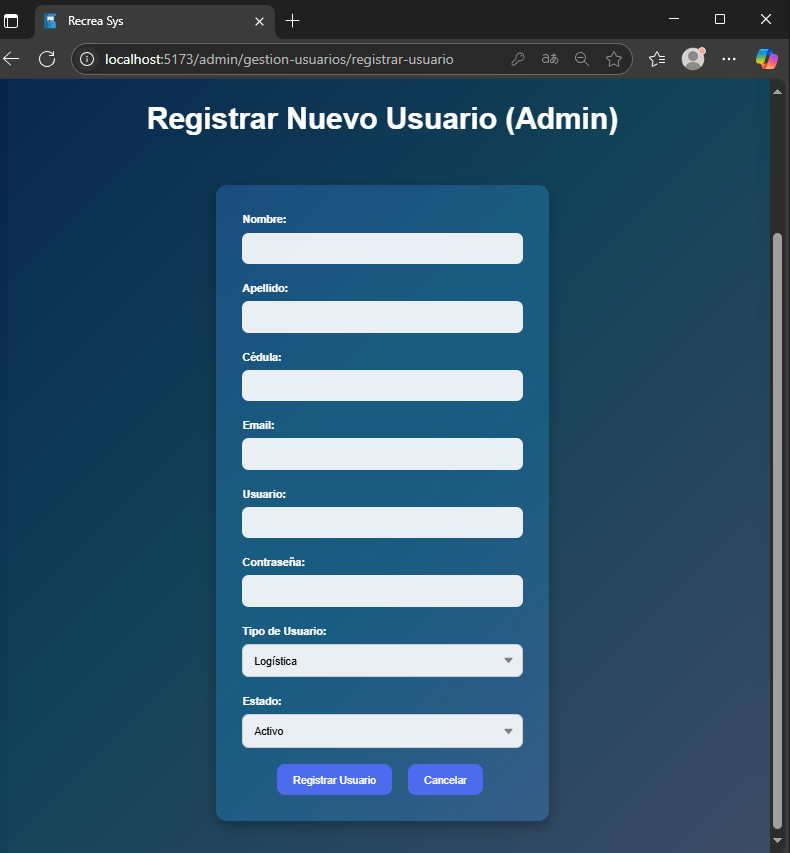 Recrea Sys
localhost:5173/admin/gestion-usuarios/registrar-usuario
Registrar Nuevo Usuario (Admin)
Nombre:
Apellido:
Cédula:
Email:
Usuario:
Contraseña:
Tipo de Usuario:
Logística
Estado:
Activo
Registrar Usuario Cancelar